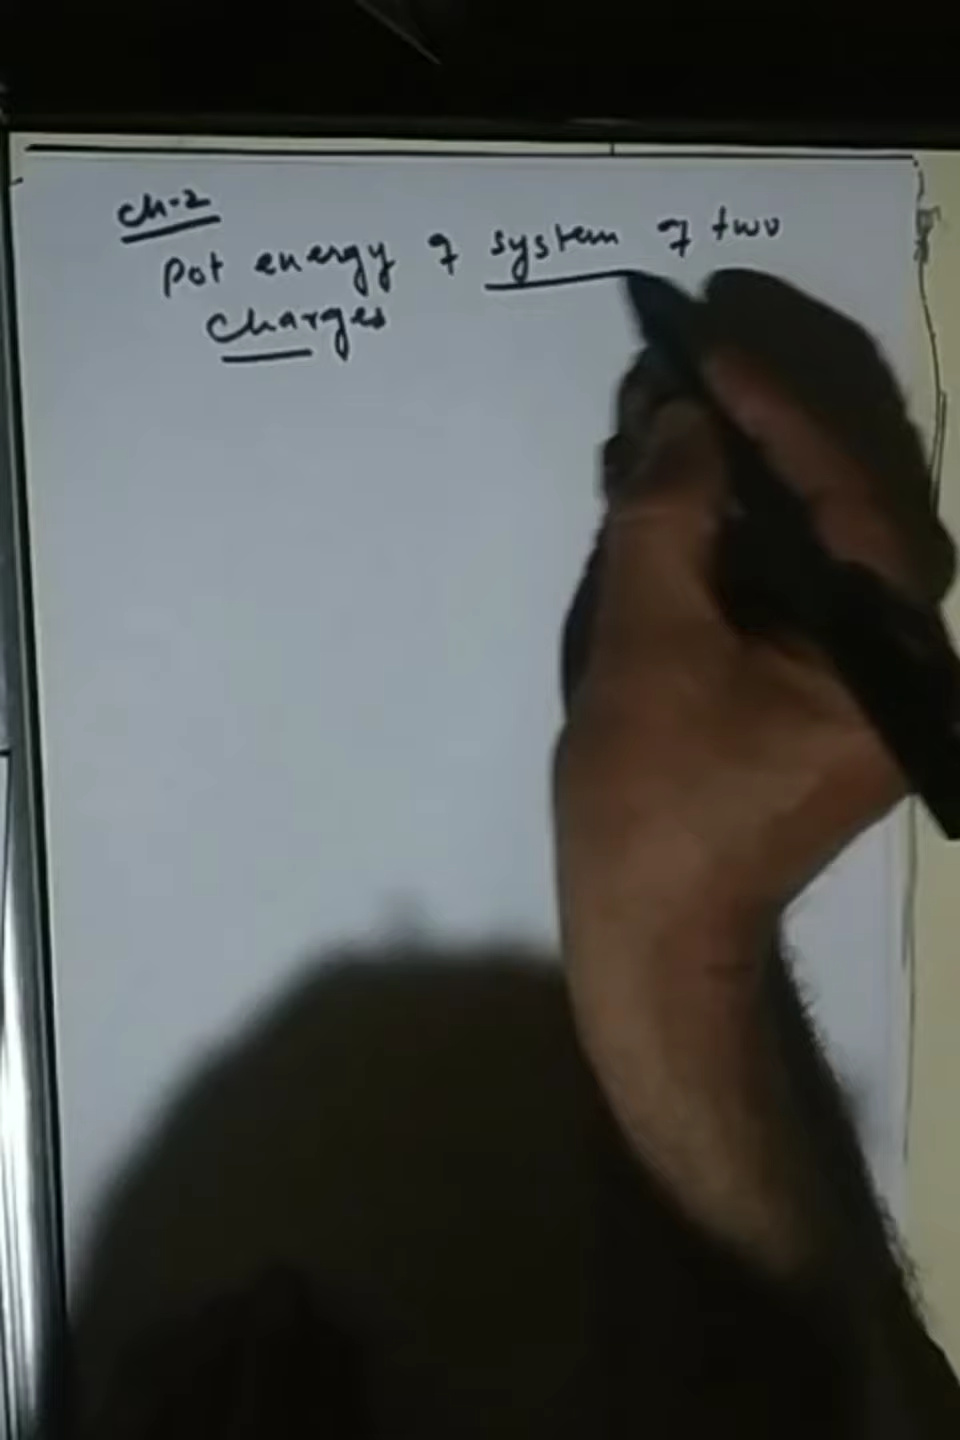 Ch-2
Pot energy of system of two
charges